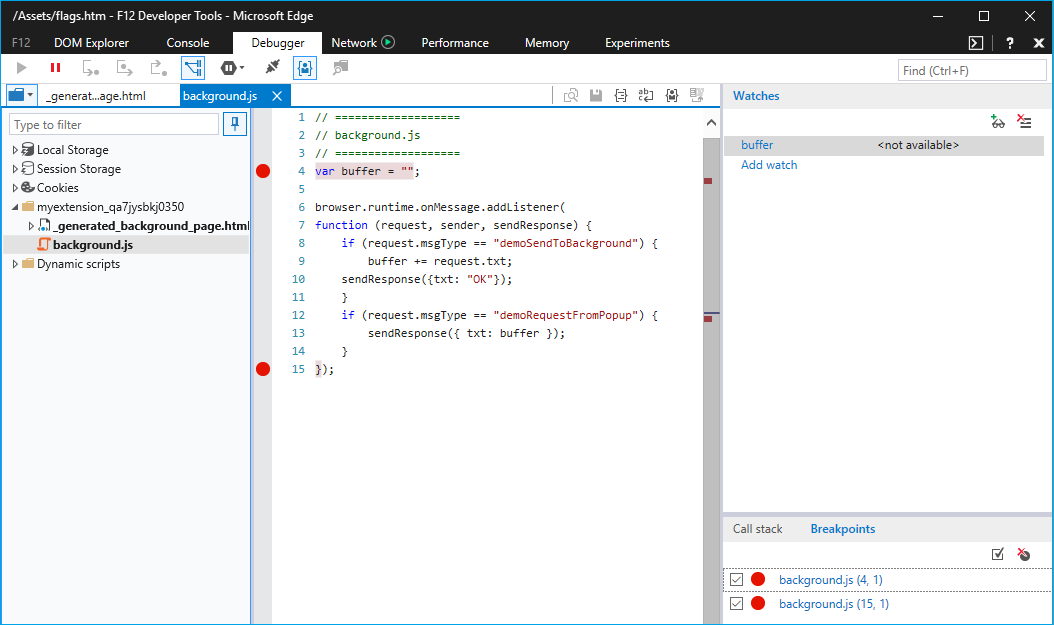 /Assets/flags.htm - F12 Developer Tools - Microsoft Edge
F12 DOM Explorer Console Debugger Network Performance Memory Experiments ? X
Find (Ctrl+F)
_generat...age.html background.js
Type to filter
Local Storage
Session Storage
Cookies
myextension_qa7jysbkj0350
_generated_background_page.html
background.js
Dynamic scripts
1 // ===================
2 // background.js
3 // ===================
4 var buffer = "";
5
6 browser.runtime.onMessage.addListener(
7 function (request, sender, sendResponse) {
8 if (request.msgType == "demoSendToBackground") {
9 buffer += request.txt;
10 sendResponse({txt: "OK"});
11 }
12 if (request.msgType == "demoRequestFromPopup") {
13 sendResponse({ txt: buffer });
14 }
15 });
Watches
buffer <not available>
Add watch
Call stack Breakpoints
background.js (4, 1)
background.js (15, 1)